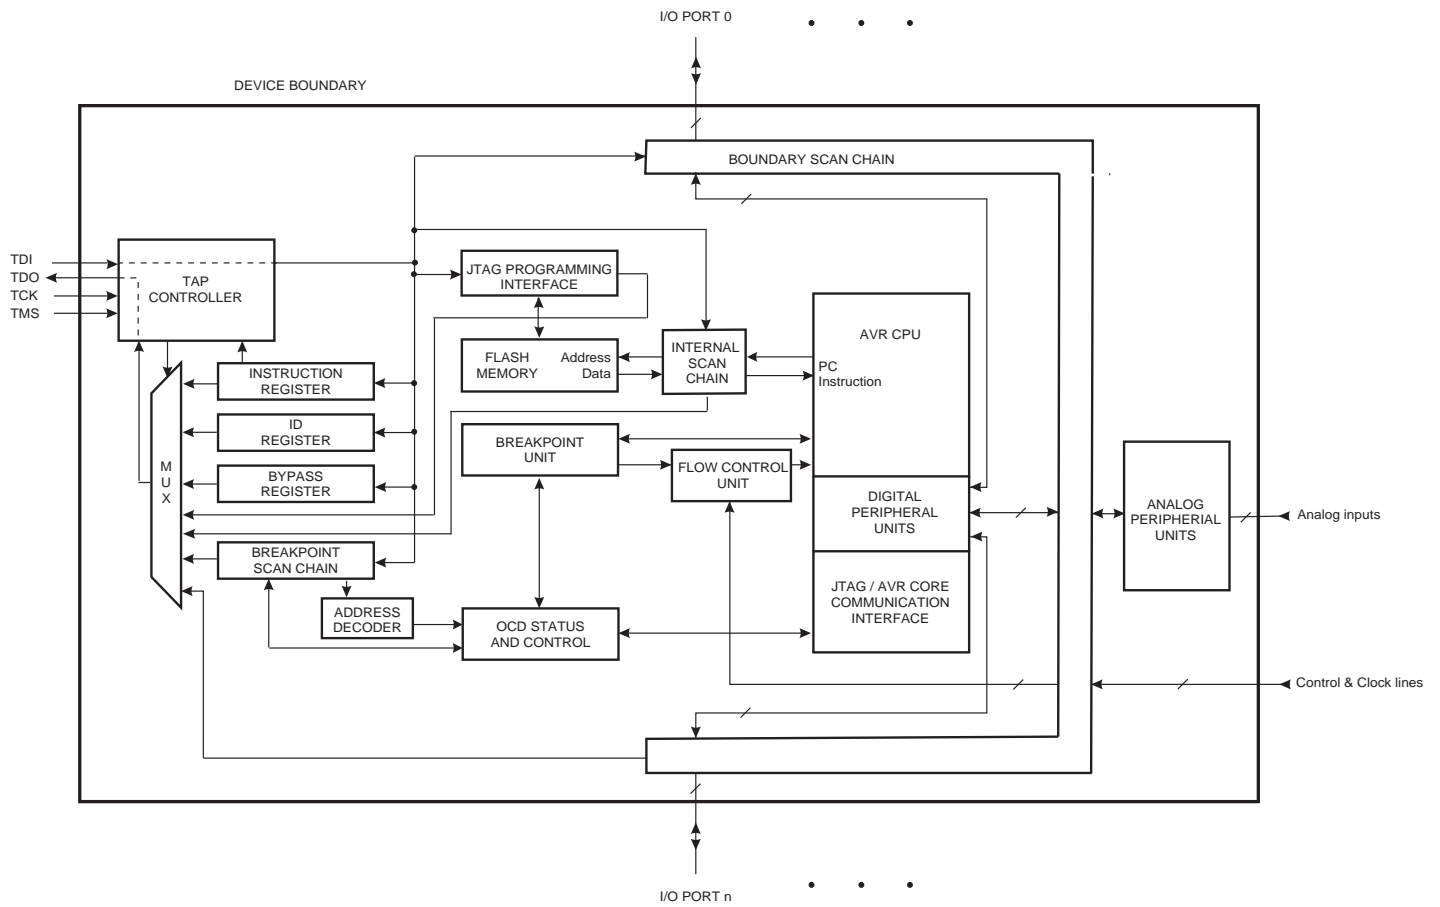 I/O PORT 0
DEVICE BOUNDARY
BOUNDARY SCAN CHAIN
TDI
TDO
TCK
TMS
TAP
CONTROLLER
JTAG PROGRAMMING
INTERFACE
AVR CPU
INTERNAL
SCAN
CHAIN
FLASH
MEMORY
Address
Data
PC
Instruction
INSTRUCTION
REGISTER
ID
REGISTER
M
U
X
BYPASS
REGISTER
BREAKPOINT
UNIT
FLOW CONTROL
UNIT
DIGITAL
PERIPHERAL
UNITS
ANALOG
PERIPHERIAL
UNITS
Analog inputs
BREAKPOINT
SCAN CHAIN
ADDRESS
DECODER
OCD STATUS
AND CONTROL
JTAG / AVR CORE
COMMUNICATION
INTERFACE
Control & Clock lines
I/O PORT n